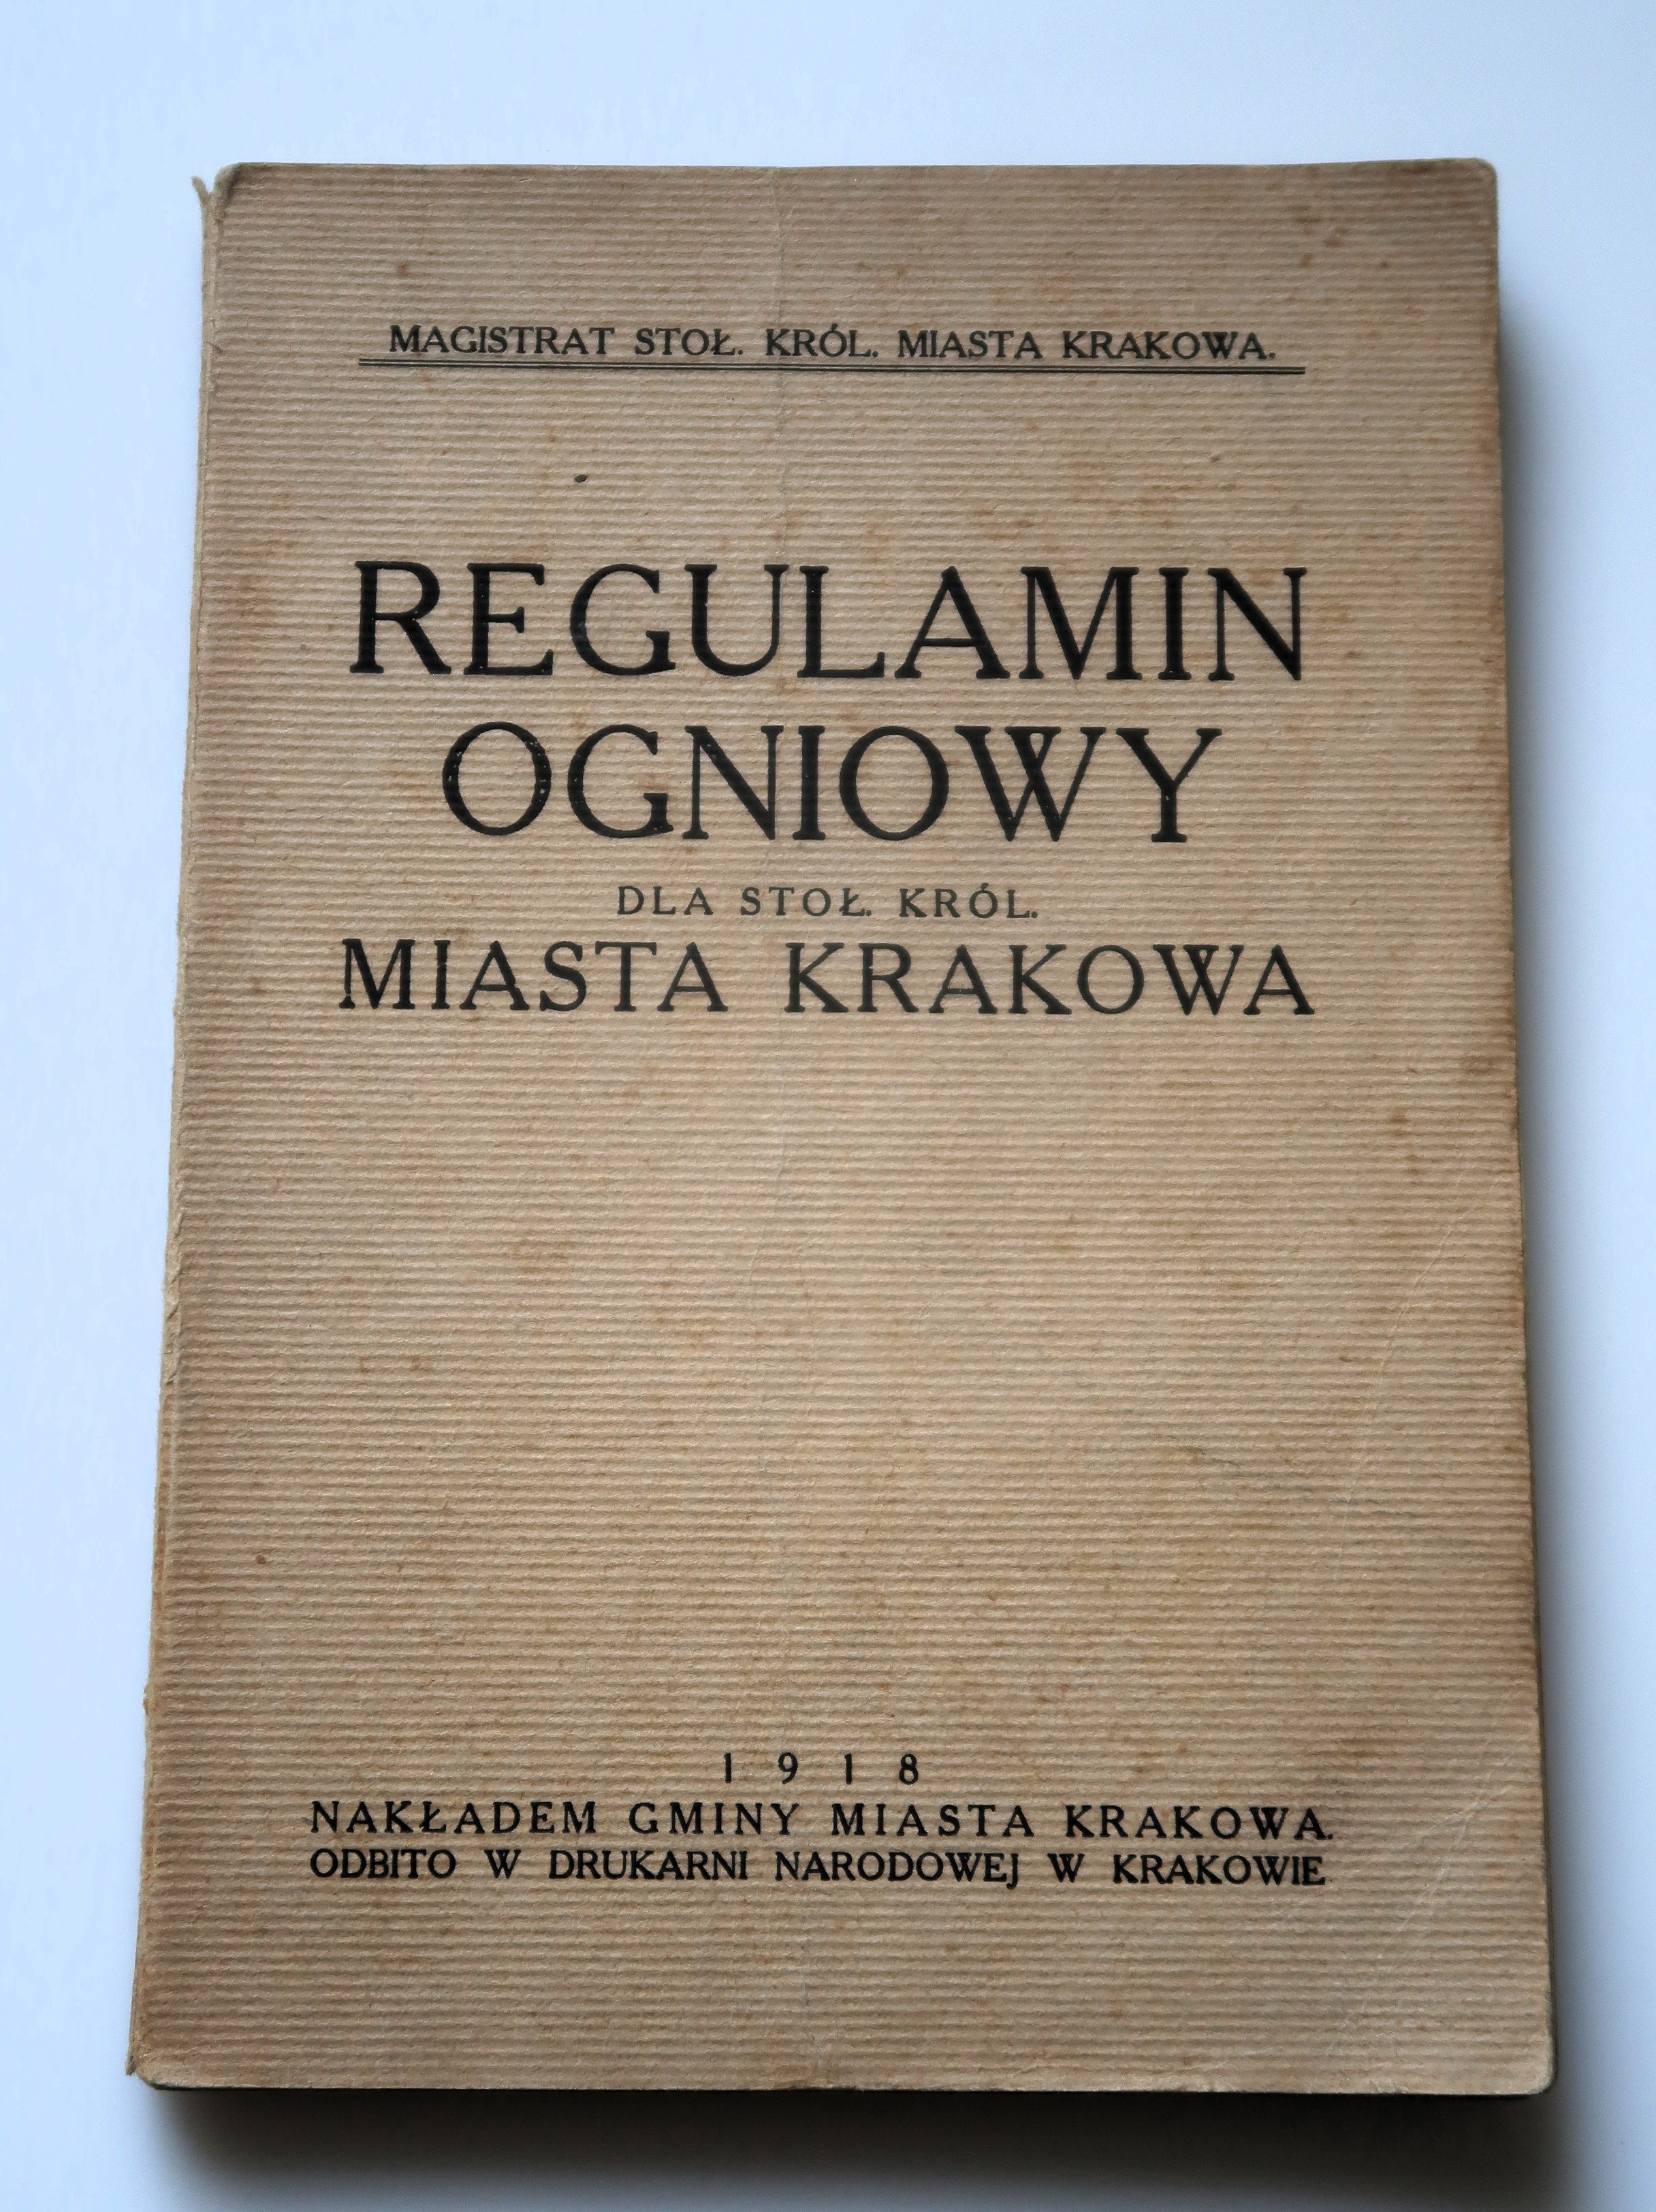 MAGISTRAT STOŁ. KRÓL. MIASTA KRAKOWA.
REGULAMIN
OGNIOWY
DLA STOŁ. KRÓL.
MIASTA KRAKOWA
1918
NAKŁADEM GMINY MIASTA KRAKOWA.
ODBITO W DRUKARNI NARODOWEJ W KRAKOWIE